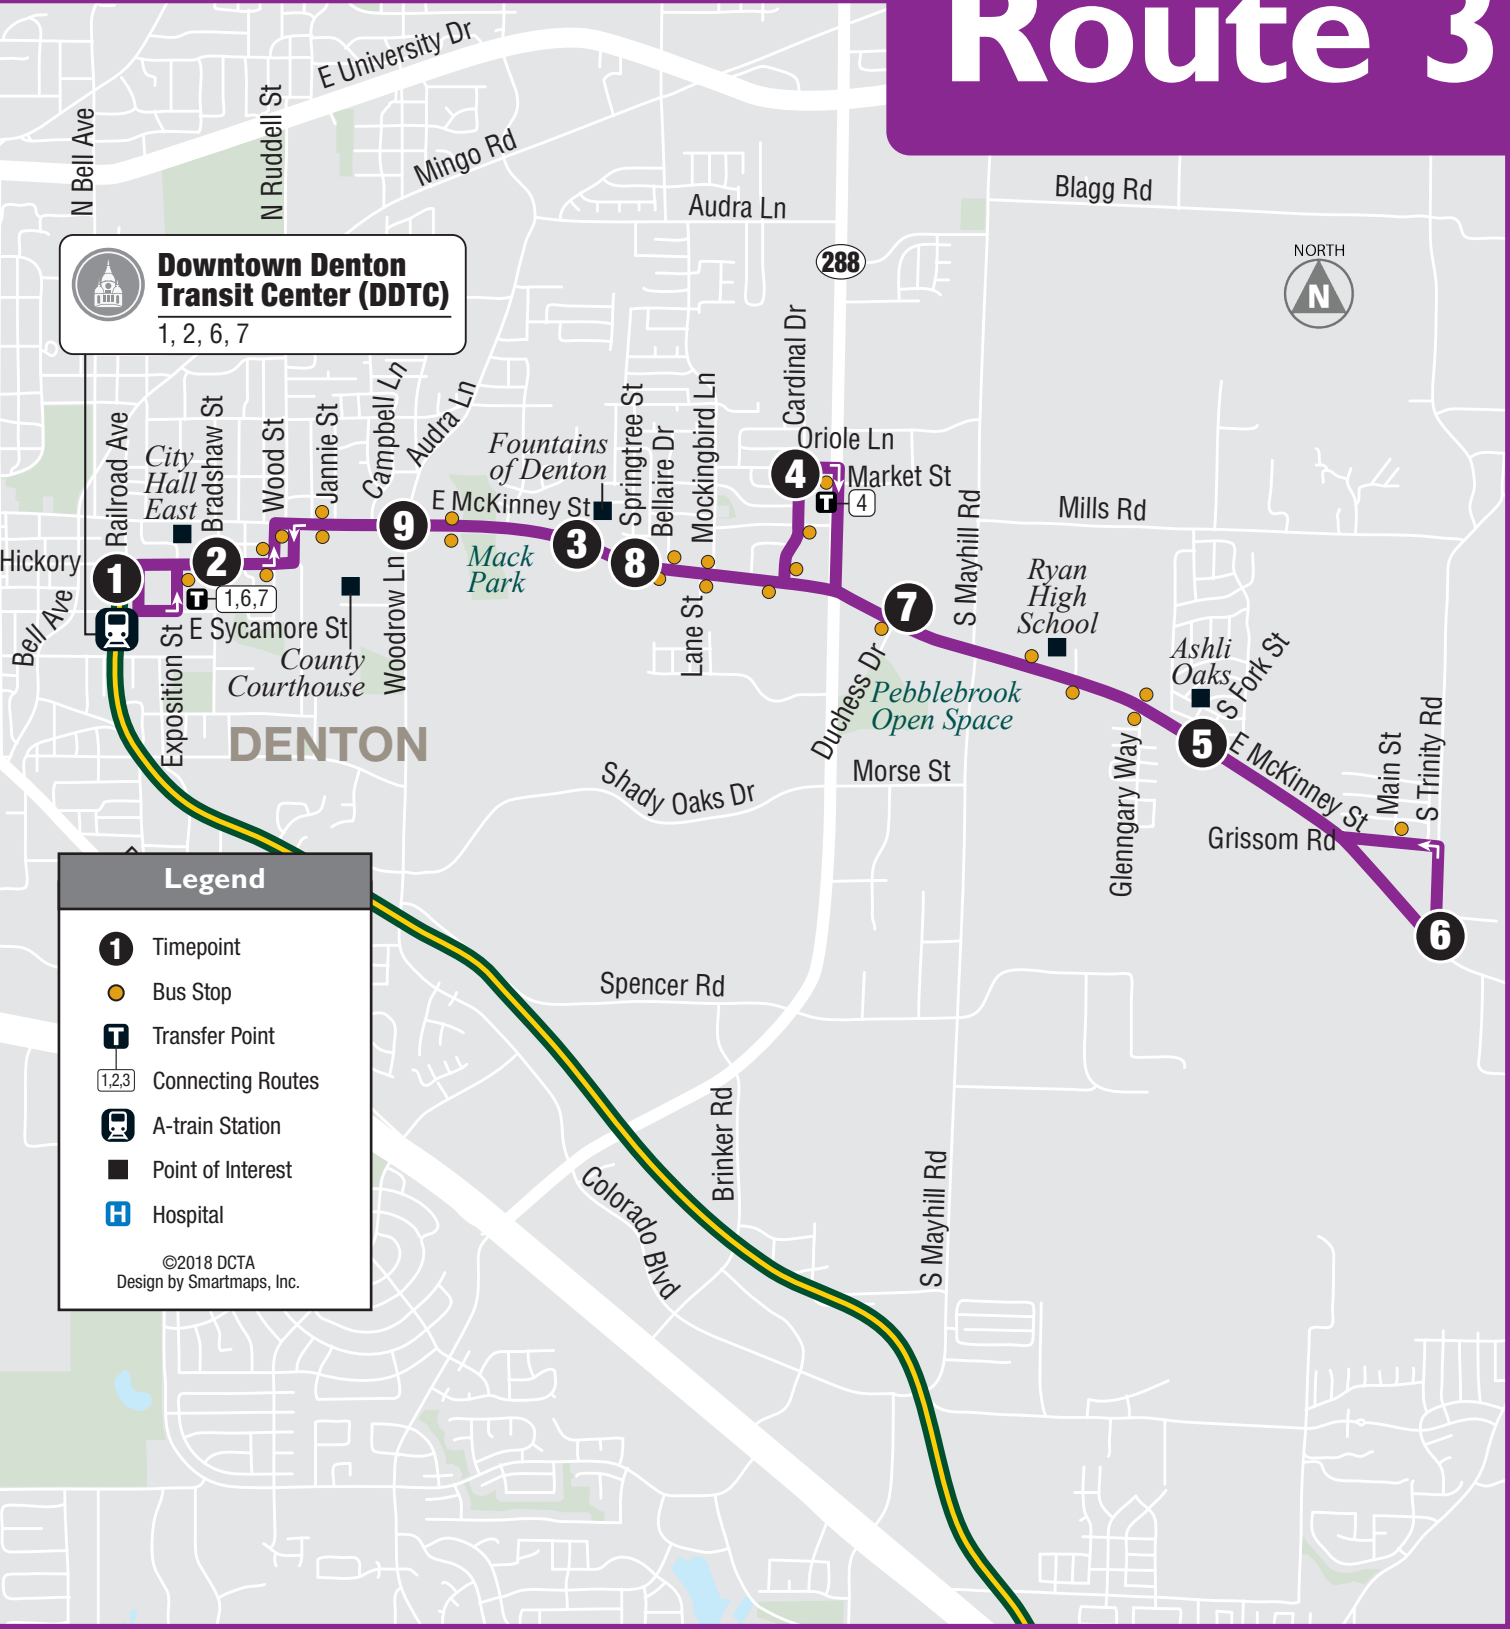 Route 3
E University Dr
N Bell Ave
N Ruddell St
Mingo Rd
Audra Ln
Blagg Rd
288
NORTH
N
Downtown Denton
Transit Center (DDTC)
1, 2, 6, 7
Railroad Ave
City
Hall
East
Bradshaw St
Wood St
Jannie St
Campbell Ln
Audra Ln
Fountains
of Denton
E McKinney St
Springtree St
Bellaire Dr
Mockingbird Ln
Cardinal Dr
Oriole Ln
4
Market St
T
4
S Mayhill Rd
Mills Rd
Hickory
1
2
9
3
8
Mack
Park
T
1,6,7
Bell Ave
E Sycamore St
County
Courthouse
Woodrow Ln
Exposition St
DENTON
Lane St
7
Duchess Dr
Pebblebrook
Open Space
Ryan
High
School
Ashli
Oaks
S Fork St
5
E McKinney St
Glenngary Way
Main St
S Trinity Rd
Grissom Rd
6
Morse St
Shady Oaks Dr
Spencer Rd
Brinker Rd
Colorado Blvd
S Mayhill Rd
Legend
1
Timepoint
Bus Stop
T
Transfer Point
1,2,3
Connecting Routes
A-train Station
Point of Interest
H
Hospital
©2018 DCTA
Design by Smartmaps, Inc.